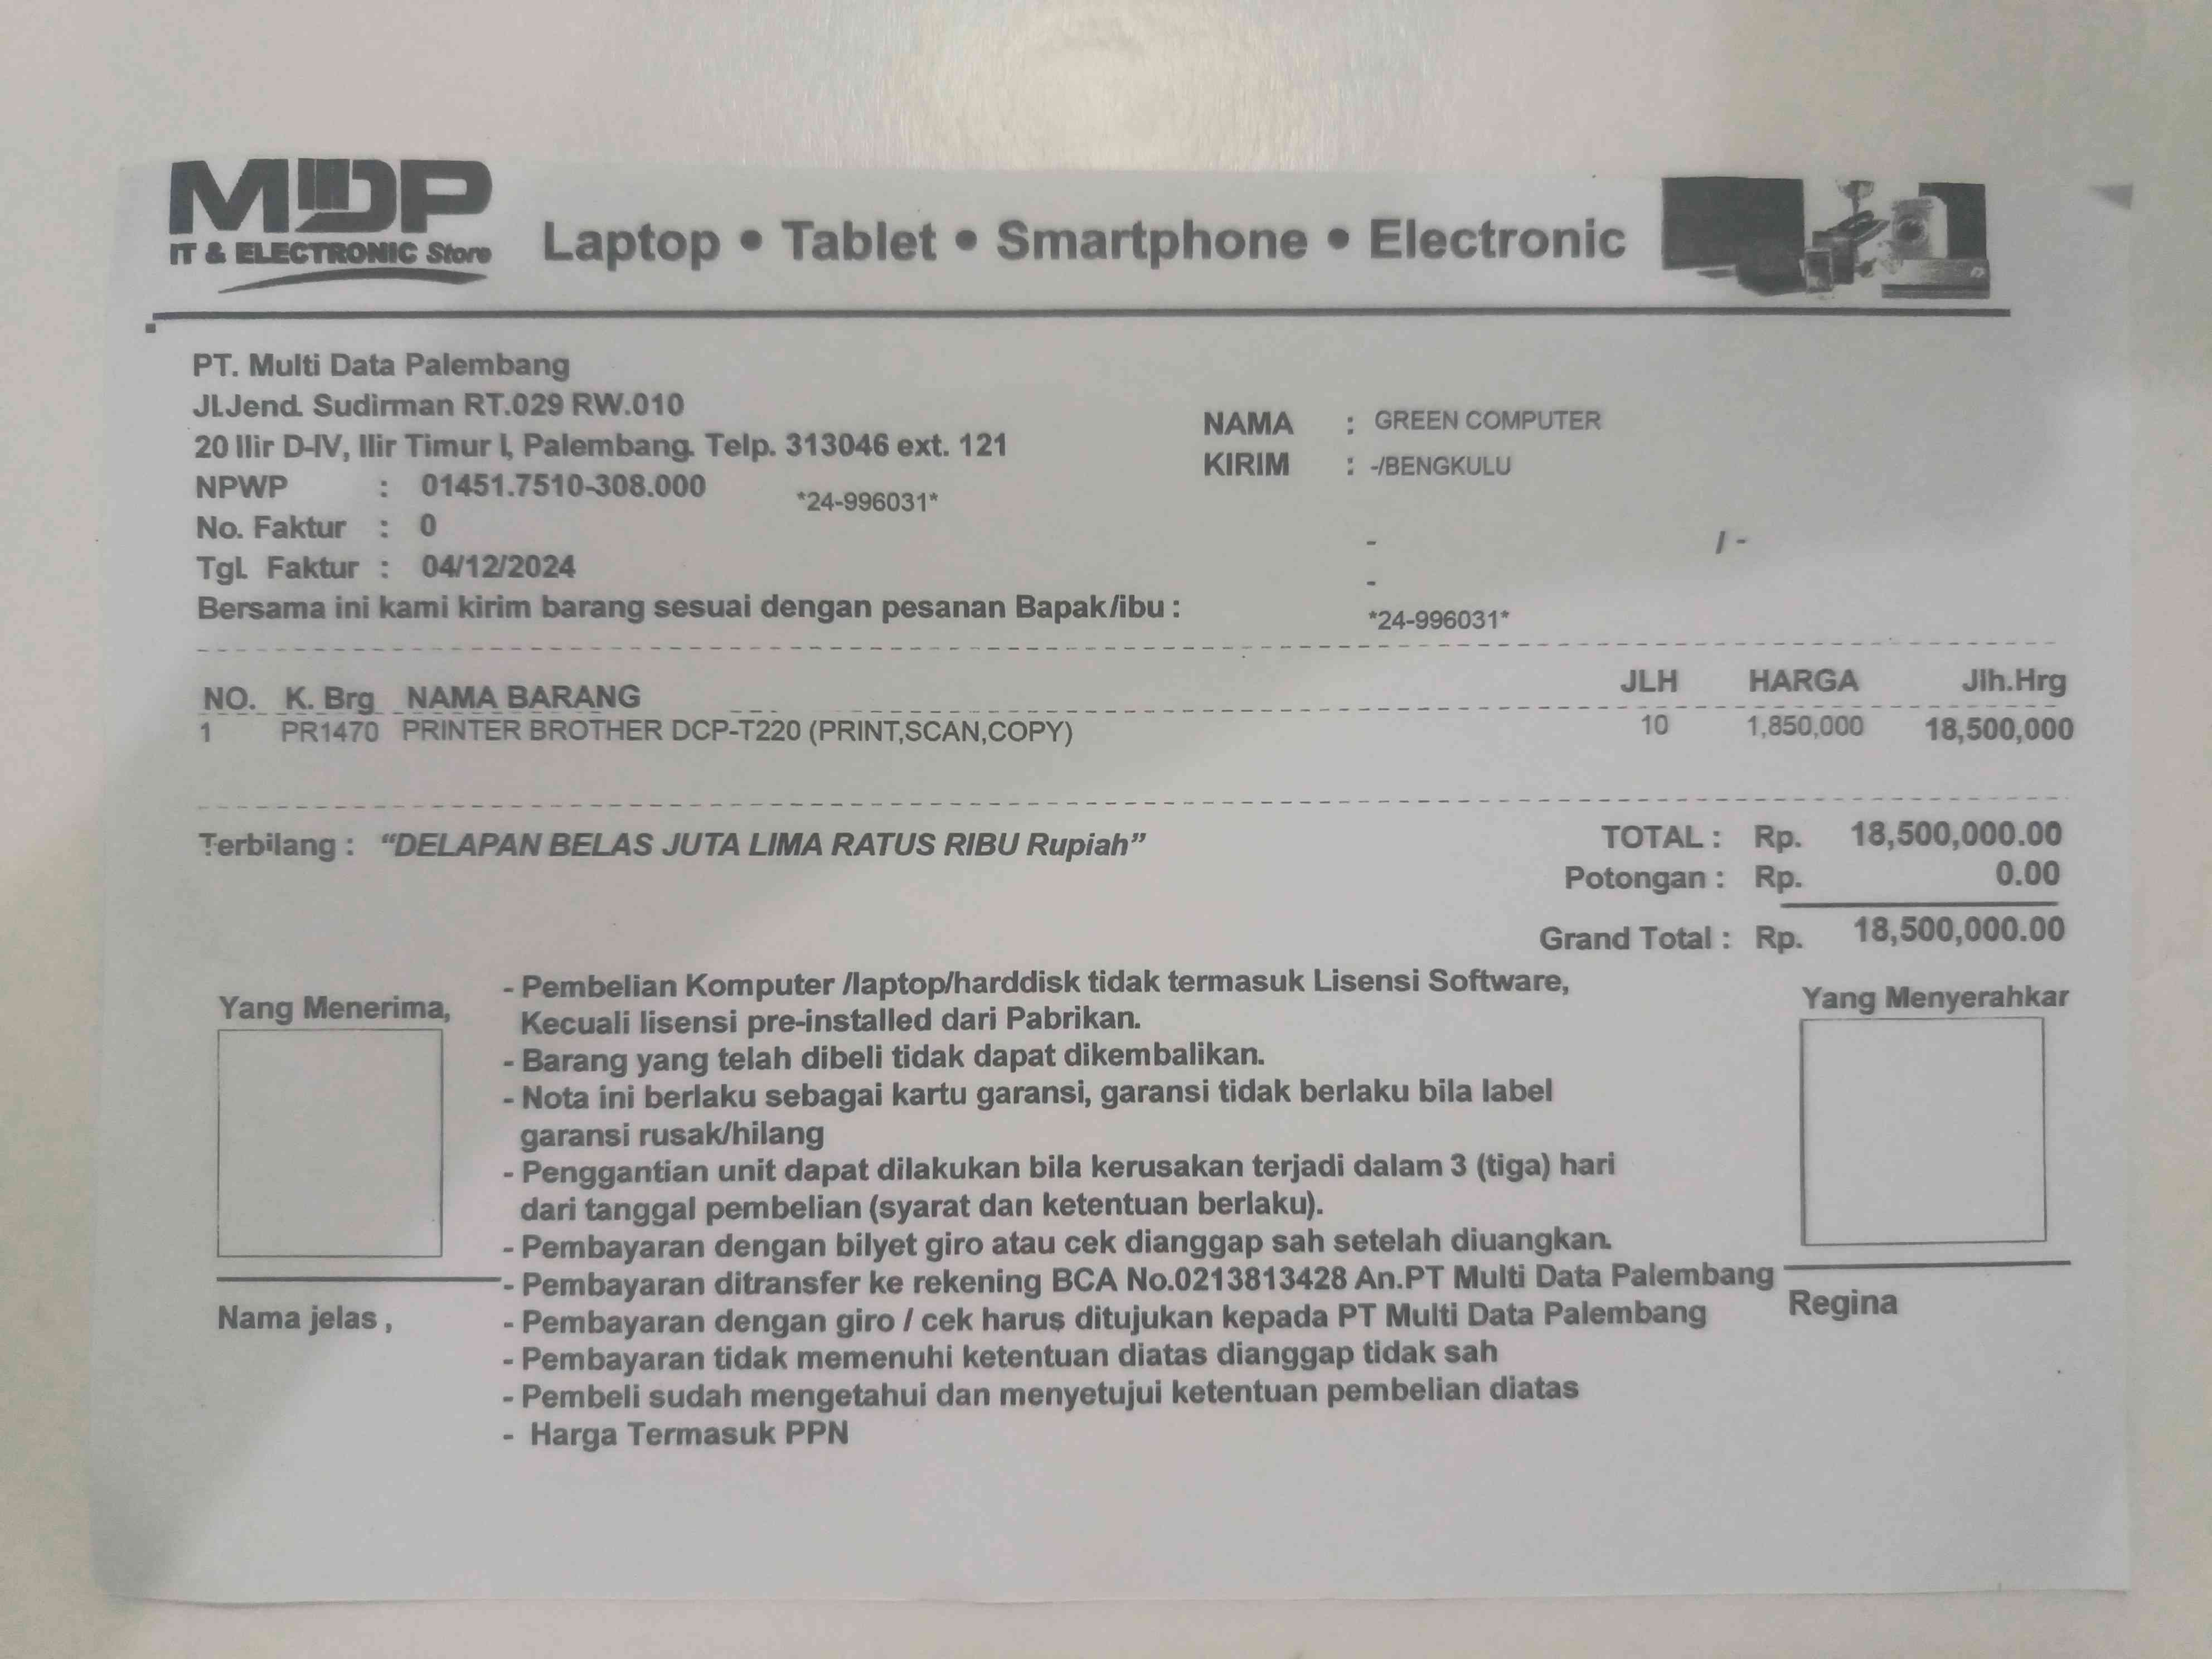 MDP
IT & ELECTRONIC Store
Laptop • Tablet • Smartphone • Electronic
PT. Multi Data Palembang
Jl.Jend. Sudirman RT.029 RW.010
20 Ilir D-IV, Ilir Timur I, Palembang. Telp. 313046 ext. 121
NPWP : 01451.7510-308.000
*24-996031*
No. Faktur : 0
Tgl. Faktur : 04/12/2024
Bersama ini kami kirim barang sesuai dengan pesanan Bapak/ibu :
NAMA : GREEN COMPUTER
KIRIM : -/BENGKULU
- / -
-
*24-996031*
NO. K. Brg NAMA BARANG JLH HARGA Jlh.Hrg
1 PR1470 PRINTER BROTHER DCP-T220 (PRINT,SCAN,COPY) 10 1,850,000 18,500,000
Terbilang : “DELAPAN BELAS JUTA LIMA RATUS RIBU Rupiah”
TOTAL : Rp. 18,500,000.00
Potongan : Rp. 0.00
Grand Total : Rp. 18,500,000.00
Yang Menerima,
Nama jelas ,
- Pembelian Komputer /laptop/harddisk tidak termasuk Lisensi Software,
Kecuali lisensi pre-installed dari Pabrikan.
- Barang yang telah dibeli tidak dapat dikembalikan.
- Nota ini berlaku sebagai kartu garansi, garansi tidak berlaku bila label
garansi rusak/hilang
- Penggantian unit dapat dilakukan bila kerusakan terjadi dalam 3 (tiga) hari
dari tanggal pembelian (syarat dan ketentuan berlaku).
- Pembayaran dengan bilyet giro atau cek dianggap sah setelah diuangkan.
- Pembayaran ditransfer ke rekening BCA No.0213813428 An.PT Multi Data Palembang
- Pembayaran dengan giro / cek harus ditujukan kepada PT Multi Data Palembang
- Pembayaran tidak memenuhi ketentuan diatas dianggap tidak sah
- Pembeli sudah mengetahui dan menyetujui ketentuan pembelian diatas
- Harga Termasuk PPN
Yang Menyerahkar
Regina